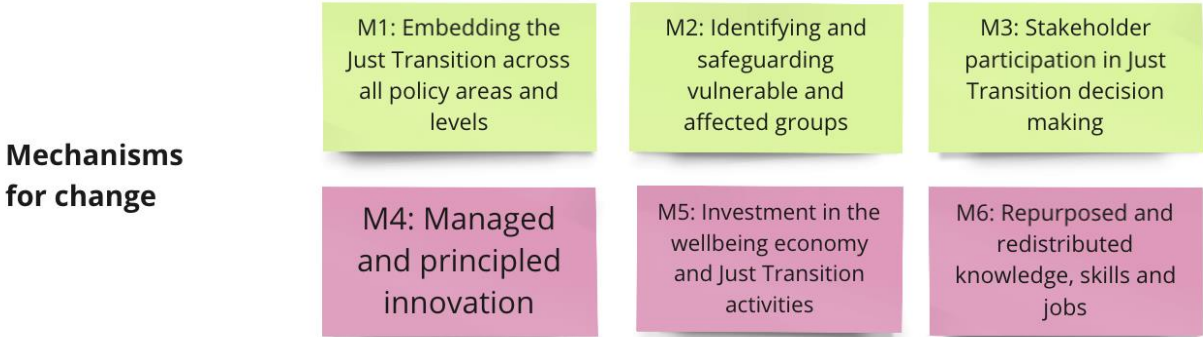 Mechanisms
for change
M1: Embedding the
Just Transition across
all policy areas and
levels
M2: Identifying and
safeguarding
vulnerable and
affected groups
M3: Stakeholder
participation in Just
Transition decision
making
M4: Managed
and principled
innovation
M5: Investment in the
wellbeing economy
and Just Transition
activities
M6: Repurposed and
redistributed
knowledge, skills and
jobs